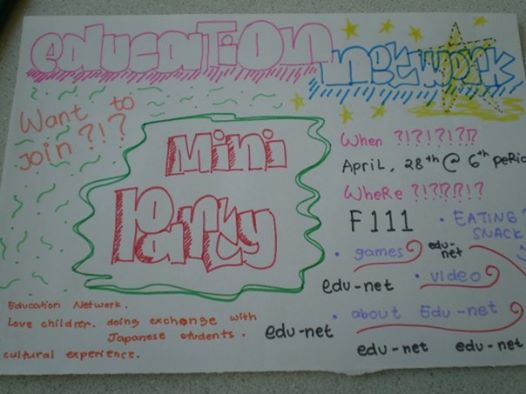 education
network
Want to
join ?!?
Mini
Party
When ?!?!?!!?
April, 28th @ 6th
Where ?!???!?
F111
• EATING
SNACK
• games
edu-
net
edu-net
• video
• about Edu-net
edu-net
edu-net
edu-net
Education Network.
Love children. doing exchange with
Japanese students.
cultural experience.